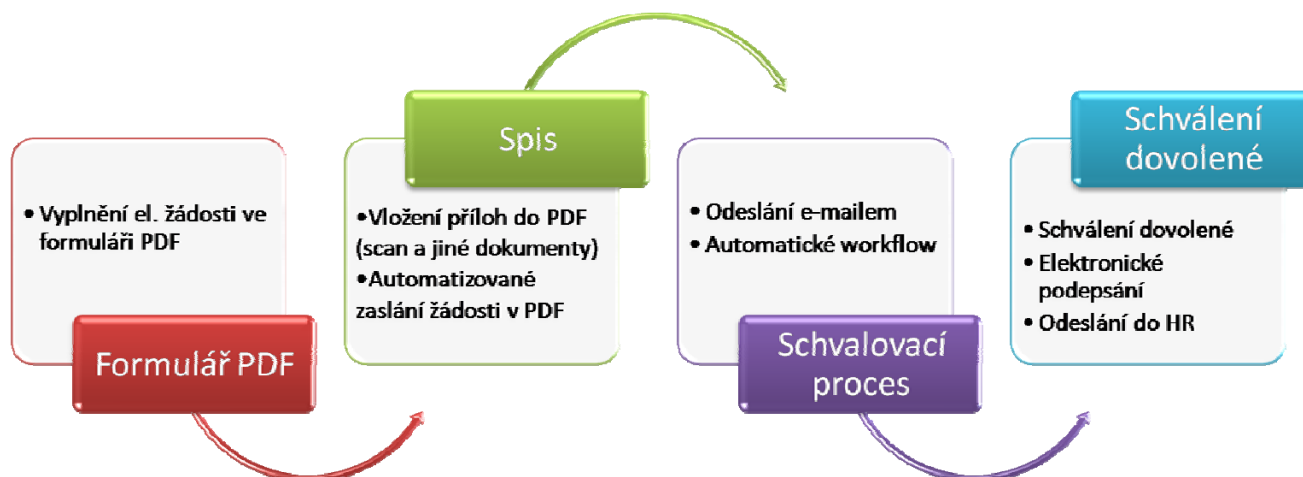 • Vyplnění el. žádosti ve
formuláři PDF
Formulář PDF
Spis
• Vložení příloh do PDF
(scan a jiné dokumenty)
•Automatizované
zaslání žádosti v PDF
• Odeslání e-mailem
• Automatické workflow
Schvalovací
proces
Schválení
dovolené
• Schválení dovolené
• Elektronické
podepsání
• Odeslání do HR